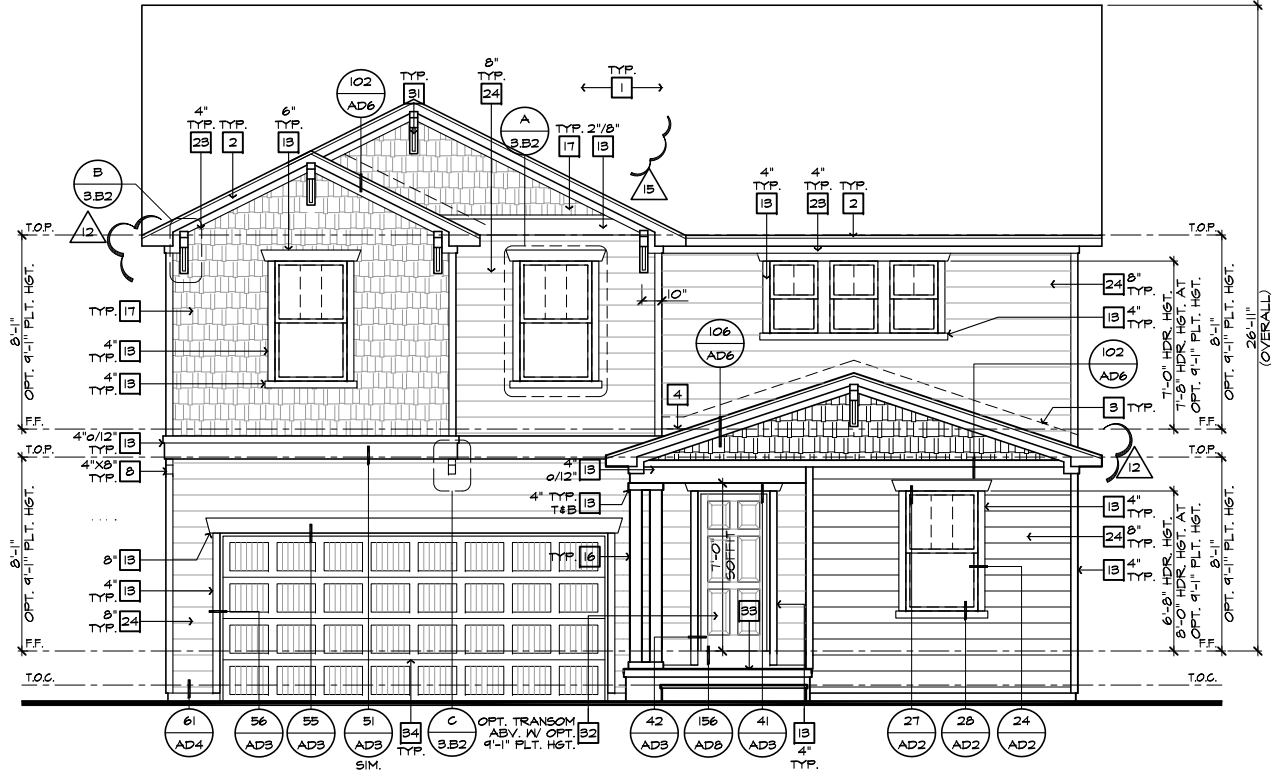 102
AD6
TYP.
31
8"
TYP.
24
TYP.
1
A
3.B2
4"
TYP.
23
TYP.
2
6"
TYP.
13
TYP.
17
2"/8"
13
15
B
3.B2
12
4"
TYP.
13
4"
TYP.
23
TYP.
2
T.O.P.
T.O.P.
8'-1"
OPT. 9'-1" PLT. HGT.
TYP. 17
4"
TYP. 13
4"
TYP. 13
10"
106
AD6
24 8"
TYP.
13 4"
TYP.
102
AD6
3 TYP.
7'-0" HDR. HGT.
7'-8" HDR. HGT. AT
OPT. 9'-1" PLT. HGT.
8'-1"
OPT. 9'-1" PLT. HGT.
26'-11"
(OVERALL)
4
F.F.
F.F.
T.O.P.
T.O.P.
4"o/12"
TYP. 13
4"X8"
TYP. 8
4"
o/12"
13
4" TYP.
T&B
13
12
8'-1"
OPT. 9'-1" PLT. HGT.
8" 13
4"
TYP. 13
8"
TYP. 24
TYP. 16
7'-0"
SOFFIT
33
13 4"
TYP.
24 8"
TYP.
13 4"
TYP.
6'-8" HDR. HGT.
8'-0" HDR. HGT. AT
OPT. 9'-1" PLT. HGT.
8'-1"
OPT. 9'-1" PLT. HGT.
F.F.
F.F.
T.O.C.
T.O.C.
61
AD4
56
AD3
55
AD3
51
AD3
SIM.
34
TYP.
C
3.B2
OPT. TRANSOM
ABV. W/ OPT.
9'-1" PLT. HGT.
32
42
AD3
156
AD8
41
AD3
13
4"
TYP.
27
AD2
28
AD2
24
AD2